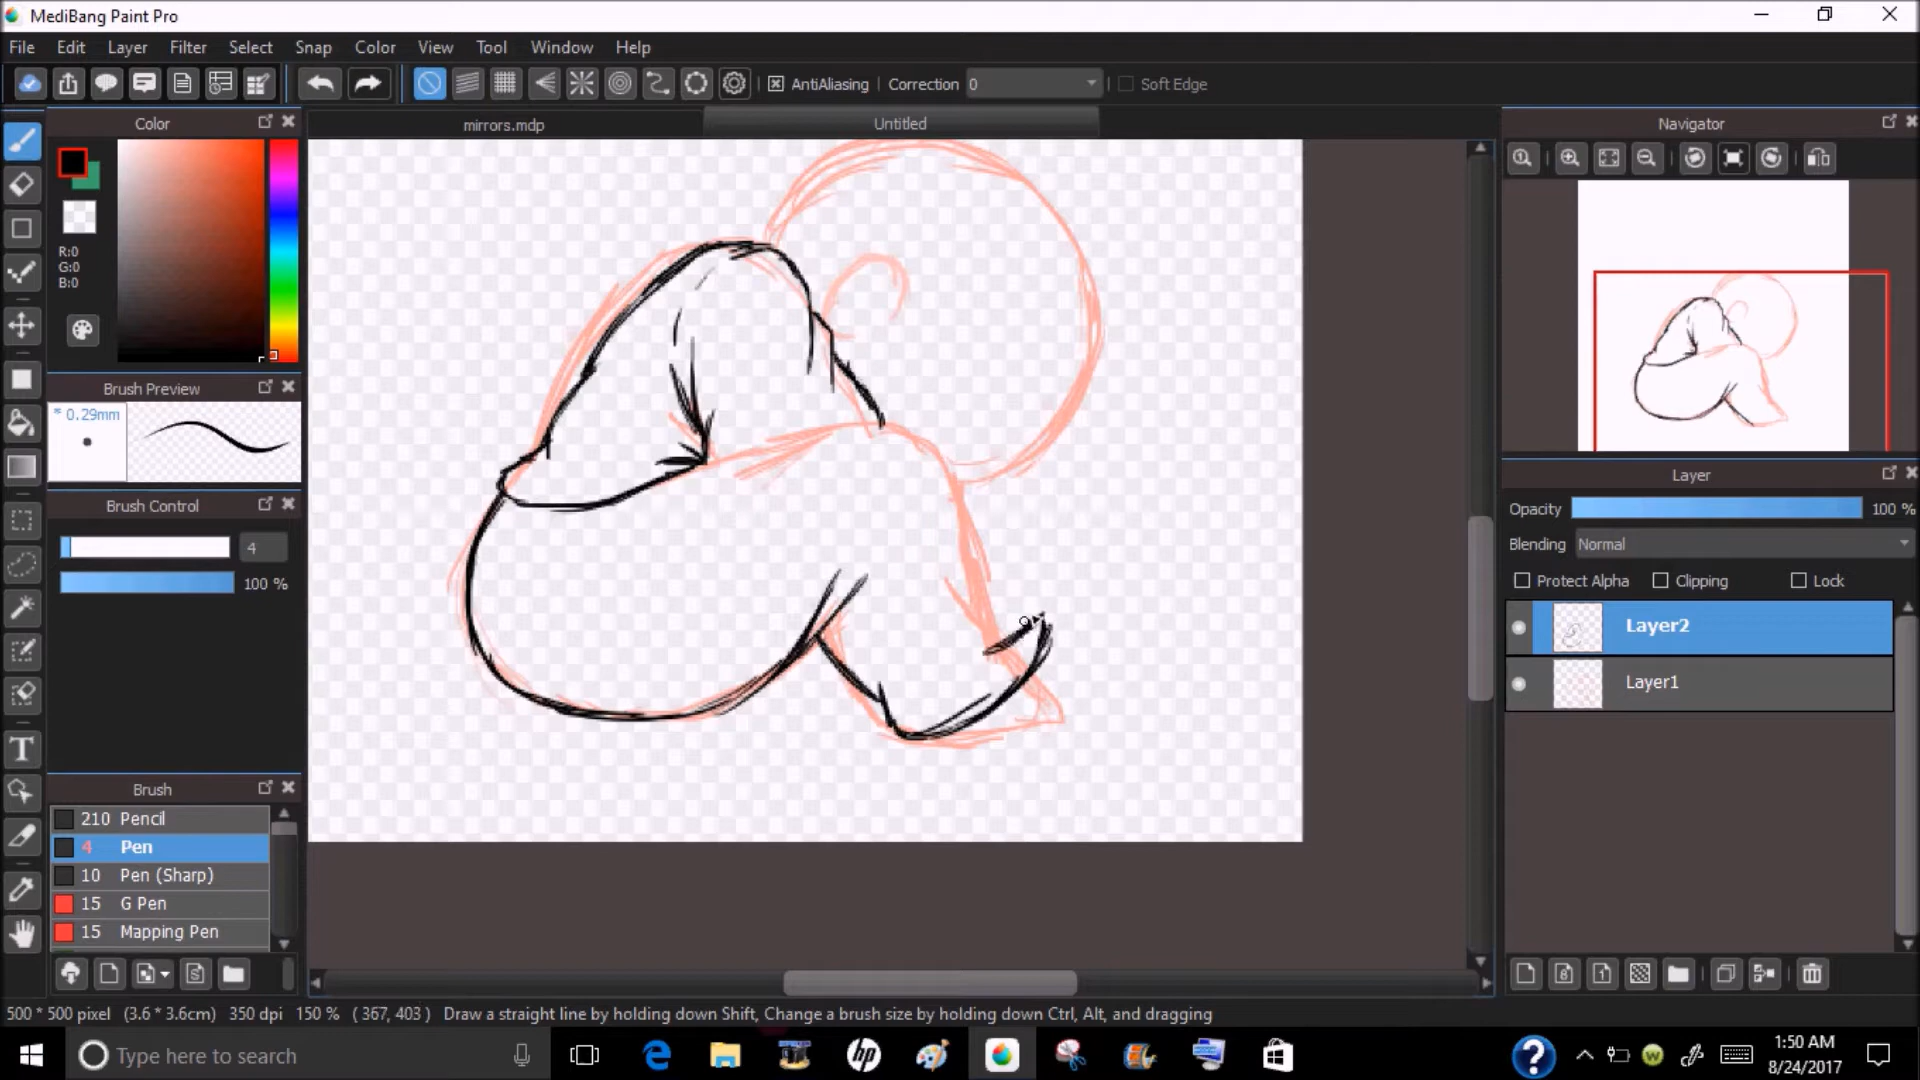 MediBang Paint Pro
File Edit Layer Filter Select Snap Color View Tool Window Help
AntiAliasing Correction 0 Soft Edge
Color
mirrors.mdp
Untitled
Navigator
R:0
G:0
B:0
Brush Preview
* 0.29mm
Brush Control
4
100 %
Brush
210 Pencil
4 Pen
10 Pen (Sharp)
15 G Pen
15 Mapping Pen
Layer
Opacity 100 %
Blending Normal
Protect Alpha Clipping Lock
Layer2
Layer1
500 * 500 pixel (3.6 * 3.6cm) 350 dpi 150 % ( 367, 403 ) Draw a straight line by holding down Shift, Change a brush size by holding down Ctrl, Alt, and dragging
Type here to search
1:50 AM
8/24/2017